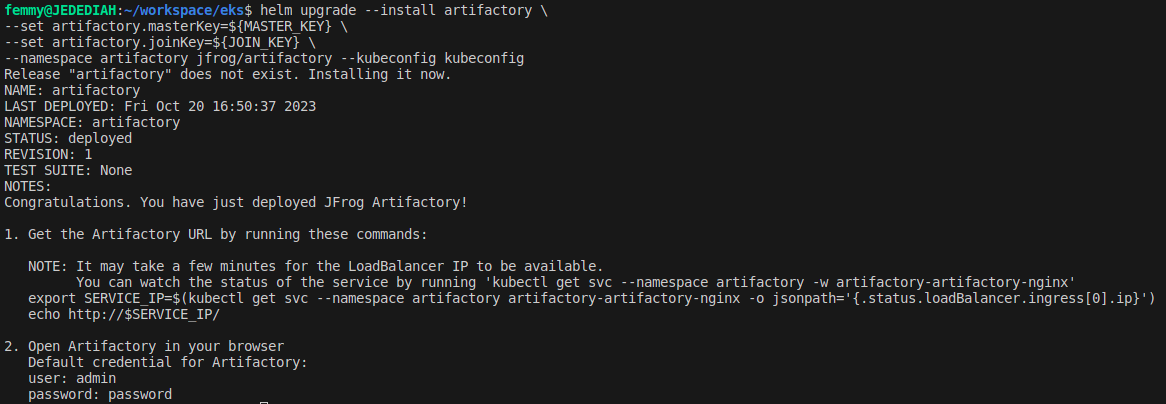 femmy@JEDEDIAH:~/workspace/eks$ helm upgrade --install artifactory \
--set artifactory.masterKey=${MASTER_KEY} \
--set artifactory.joinKey=${JOIN_KEY} \
--namespace artifactory jfrog/artifactory --kubeconfig kubeconfig
Release "artifactory" does not exist. Installing it now.
NAME: artifactory
LAST DEPLOYED: Fri Oct 20 16:50:37 2023
NAMESPACE: artifactory
STATUS: deployed
REVISION: 1
TEST SUITE: None
NOTES:
Congratulations. You have just deployed JFrog Artifactory!
1. Get the Artifactory URL by running these commands:
NOTE: It may take a few minutes for the LoadBalancer IP to be available.
You can watch the status of the service by running 'kubectl get svc --namespace artifactory -w artifactory-artifactory-nginx'
export SERVICE_IP=$(kubectl get svc --namespace artifactory artifactory-artifactory-nginx -o jsonpath='{.status.loadBalancer.ingress[0].ip}')
echo http://$SERVICE_IP/
2. Open Artifactory in your browser
Default credential for Artifactory:
user: admin
password: password